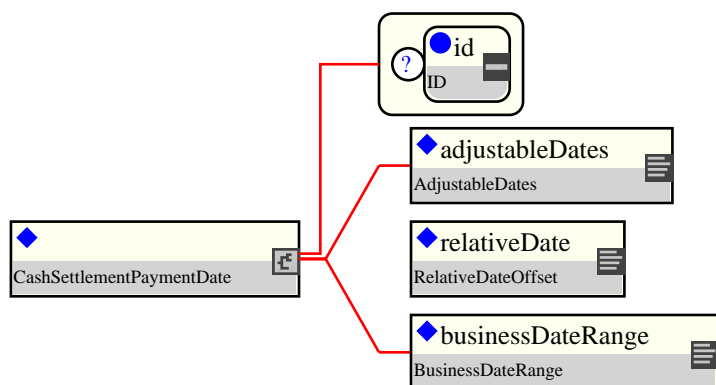 id
?
ID
adjustableDates
AdjustableDates
CashSettlementPaymentDate
relativeDate
RelativeDateOffset
businessDateRange
BusinessDateRange